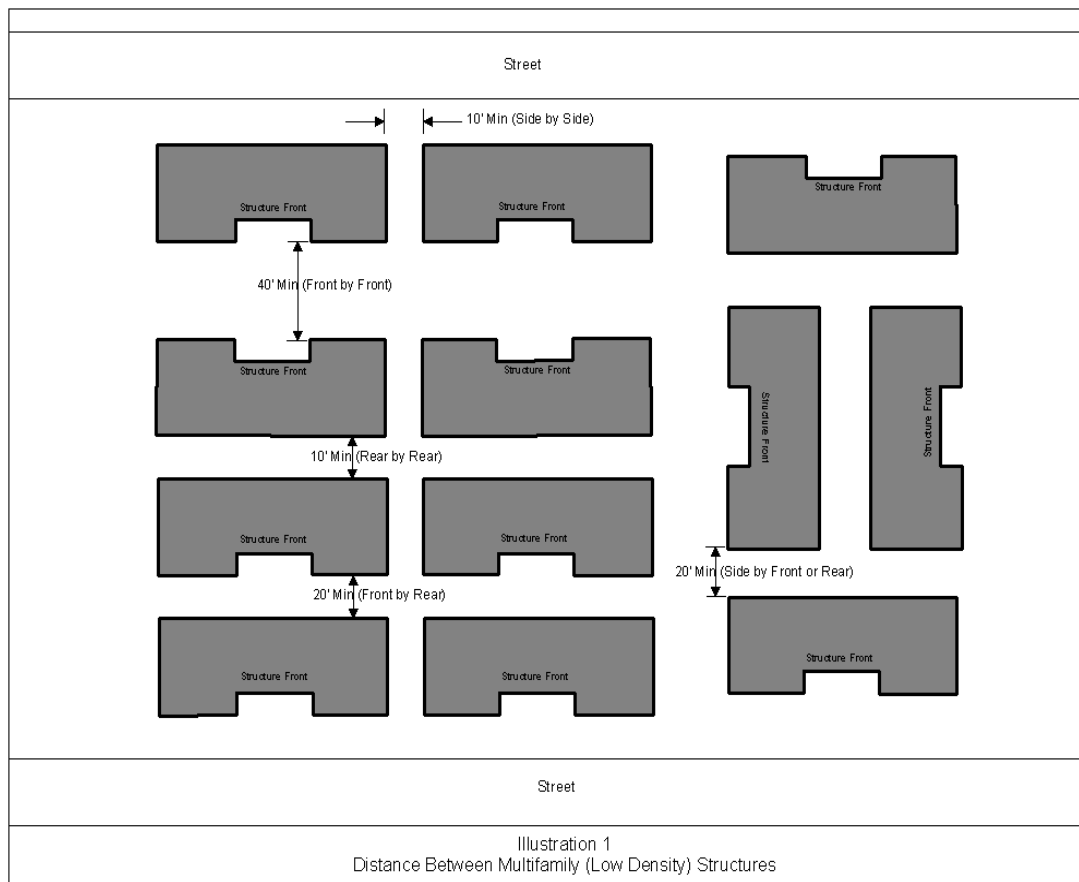 Street
10' Min (Side by Side)
Structure Front
Structure Front
Structure Front
40' Min (Front by Front)
Structure Front
Structure Front
Structure Front
Structure Front
10' Min (Rear by Rear)
Structure Front
Structure Front
20' Min (Side by Front or Rear)
20' Min (Front by Rear)
Structure Front
Structure Front
Structure Front
Street
Illustration 1
Distance Between Multifamily (Low Density) Structures